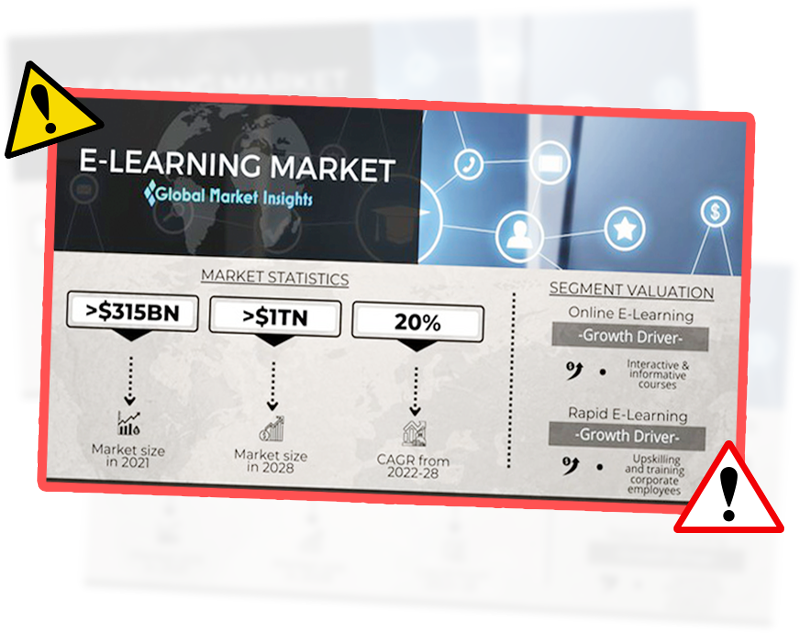 E-LEARNING MARKET
Global Market Insights
MARKET STATISTICS
>$315BN
>$1TN
20%
Market size
in 2021
Market size
in 2028
CAGR from
2022-28
SEGMENT VALUATION
Online E-Learning
-Growth Driver-
Interactive &
informative
courses
Rapid E-Learning
-Growth Driver-
Upskilling
and training
corporate
employees